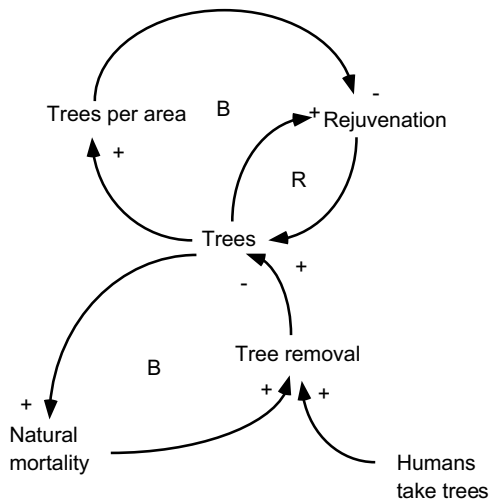 -
Trees per area
B
+
Rejuvenation
+
R
Trees
+
-
Tree removal
B
+
+
+
Natural
mortality
Humans
take trees